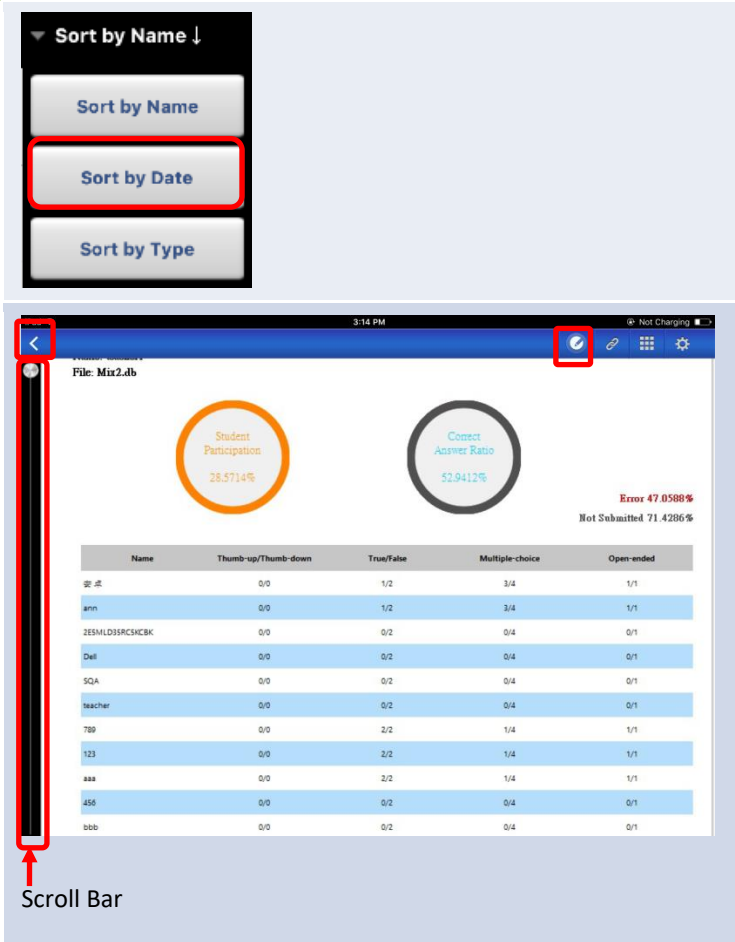 Sort by Name ↓
Sort by Name
Sort by Date
Sort by Type
3:14 PM Not Charging
File: Mix2.db
Student
Participation
28.5714%
Correct
Answer Ratio
52.9412%
Error 47.0588%
Not Submitted 71.4286%
Name Thumb-up/Thumb-down True/False Multiple-choice Open-ended
0/0 1/2 3/4 1/1
ann 0/0 1/2 3/4 1/1
2ESMLD3SRCSKCBK 0/0 0/2 0/4 0/1
Dell 0/0 0/2 0/4 0/1
SQA 0/0 0/2 0/4 0/1
teacher 0/0 0/2 0/4 0/1
789 0/0 2/2 1/4 1/1
123 0/0 2/2 1/4 1/1
aaa 0/0 2/2 1/4 1/1
456 0/0 0/2 0/4 0/1
bbb 0/0 0/2 0/4 0/1
Scroll Bar